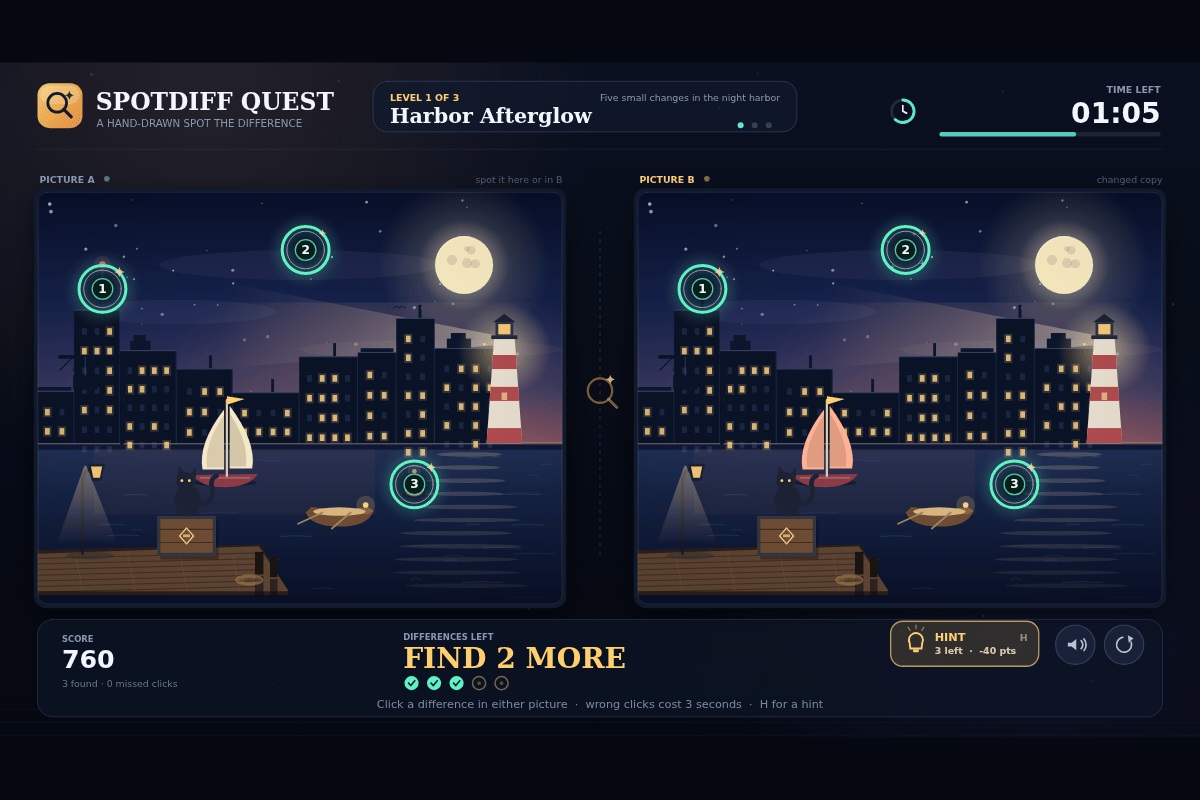 SPOTDIFF QUEST
A HAND-DRAWN SPOT THE DIFFERENCE
LEVEL 1 OF 3
Five small changes in the night harbor
Harbor Afterglow
TIME LEFT
01:05
PICTURE A
spot it here or in B
PICTURE B
changed copy
1
2
3
1
2
3
SCORE
760
3 found · 0 missed clicks
DIFFERENCES LEFT
FIND 2 MORE
Click a difference in either picture · wrong clicks cost 3 seconds · H for a hint
HINT
H
3 left · -40 pts